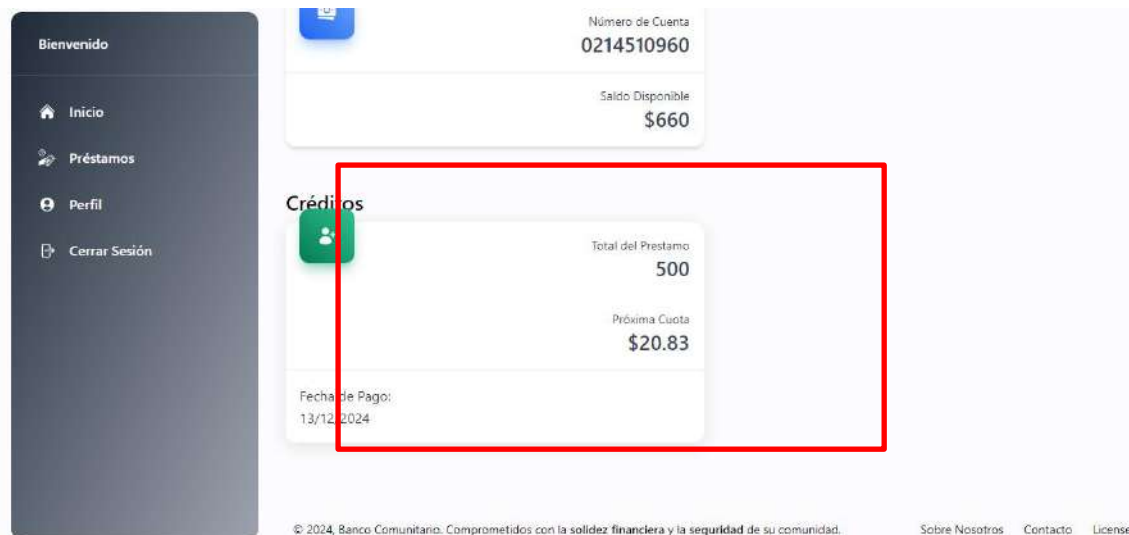 Bienvenido
Inicio
Préstamos
Perfil
Cerrar Sesión
Número de Cuenta
0214510960
Saldo Disponible
$660
Créditos
Total del Prestamo
500
Próxima Cuota
$20.83
Fecha de Pago:
13/12/2024
© 2024, Banco Comunitario. Comprometidos con la solidez financiera y la seguridad de su comunidad.
Sobre Nosotros Contacto License